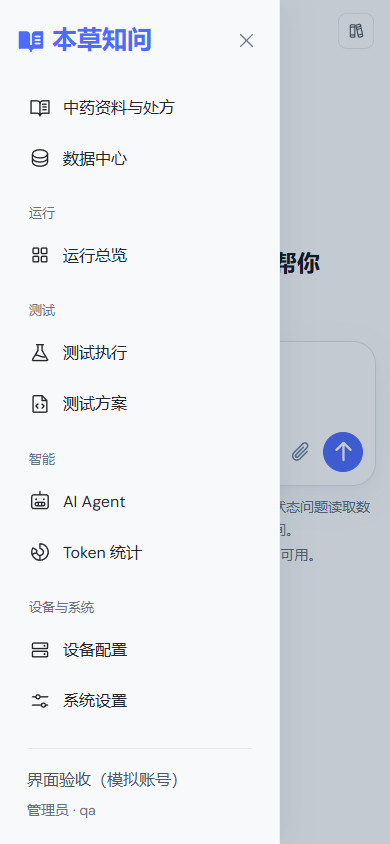 本草知问
中药资料与处方
数据中心
运行
运行总览
帮你
测试
测试执行
测试方案
智能
AI Agent
状态问题读取数
Token 统计
可用。
设备与系统
设备配置
系统设置
界面验收（模拟账号）
管理员 · qa